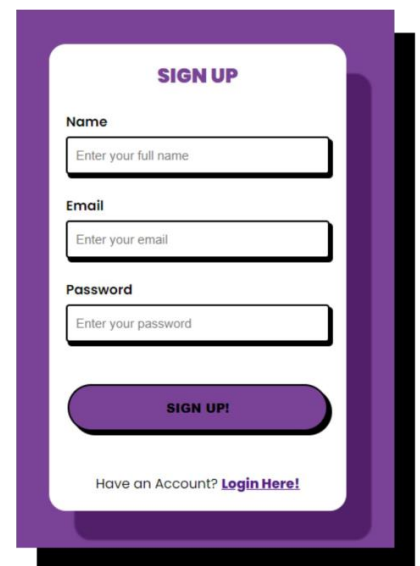 SIGN UP
Name
Enter your full name
Email
Enter your email
Password
Enter your password
SIGN UP!
Have an Account? Login Here!